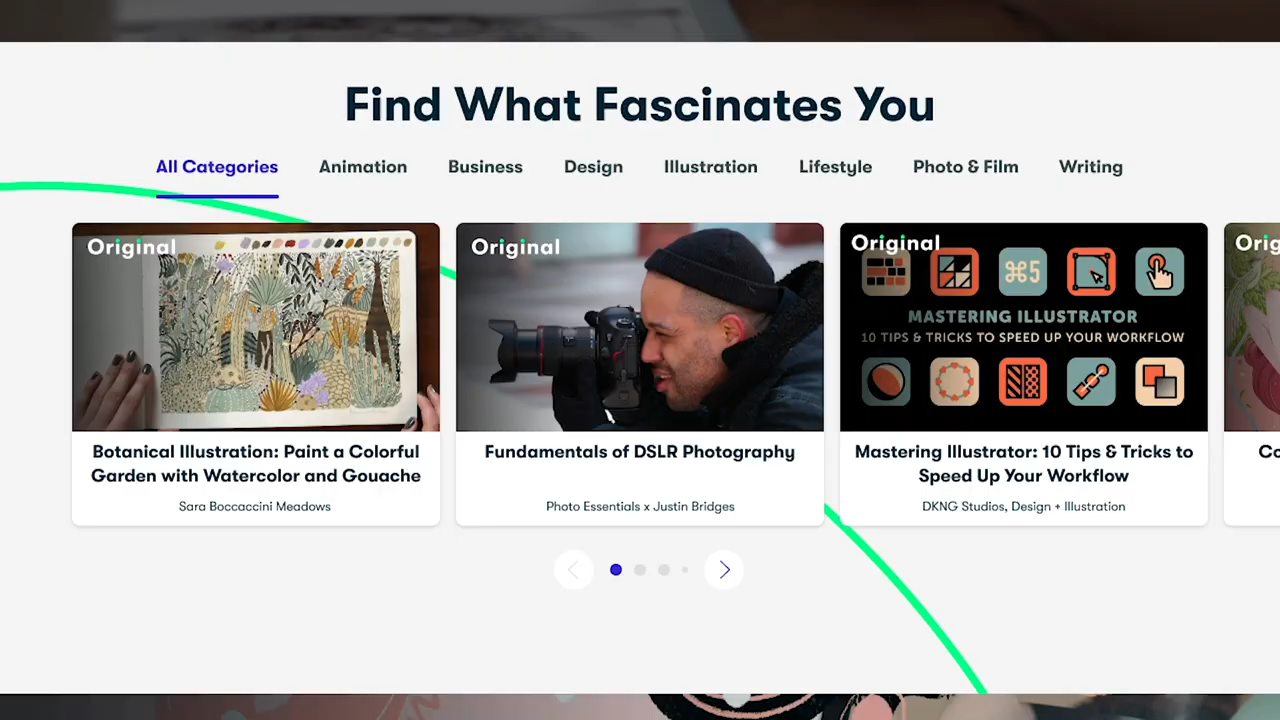 Find What Fascinates You
All Categories Animation Business Design Illustration Lifestyle Photo & Film Writing
Original
Botanical Illustration: Paint a Colorful
Garden with Watercolor and Gouache
Sara Boccaccini Meadows
Original
Fundamentals of DSLR Photography
Photo Essentials x Justin Bridges
Original
⌘5
MASTERING ILLUSTRATOR
10 TIPS & TRICKS TO SPEED UP YOUR WORKFLOW
Mastering Illustrator: 10 Tips & Tricks to
Speed Up Your Workflow
DKNG Studios, Design + Illustration
Orig
Co